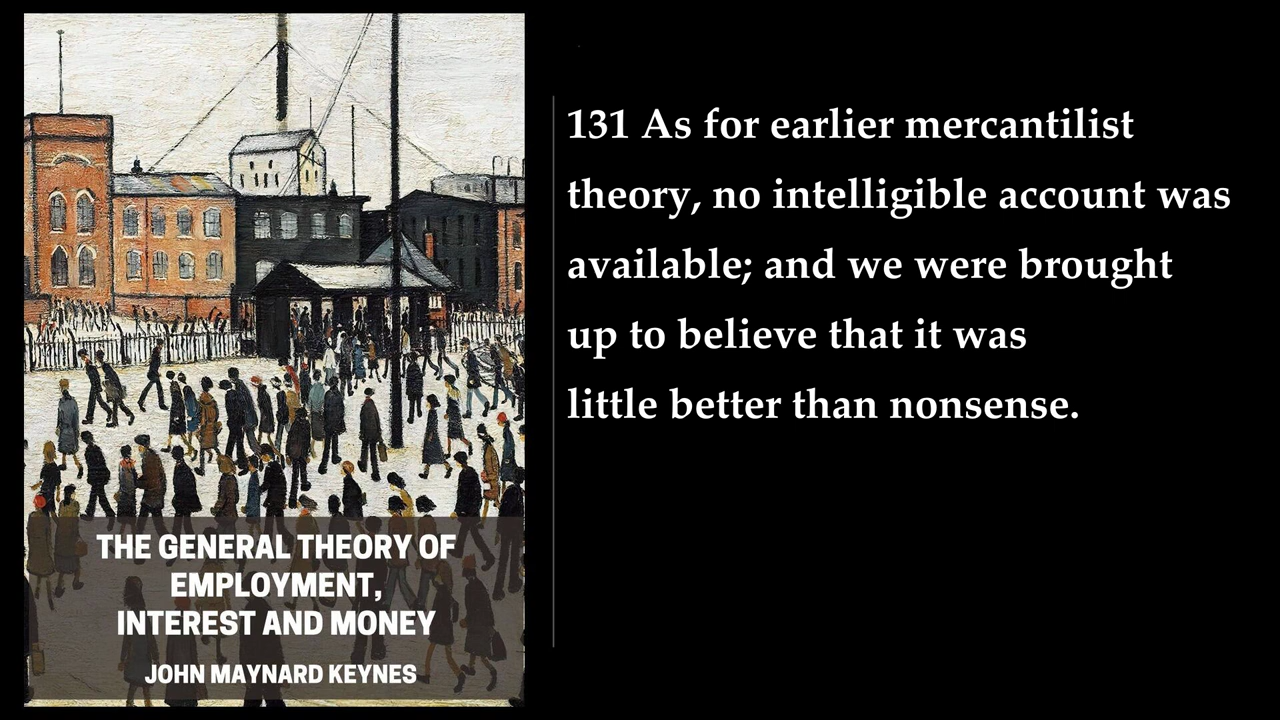 131 As for earlier mercantilist
theory, no intelligible account was
available; and we were brought
up to believe that it was
little better than nonsense.
THE GENERAL THEORY OF
EMPLOYMENT,
INTEREST AND MONEY
JOHN MAYNARD KEYNES